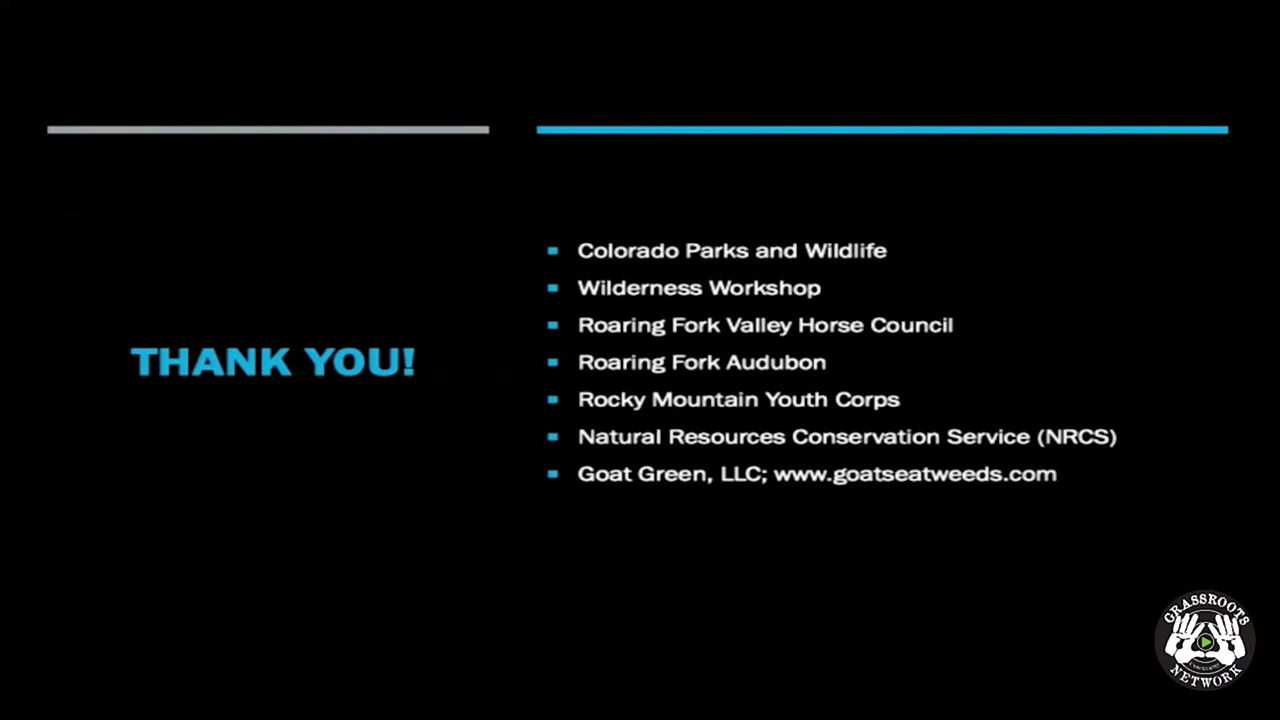 THANK YOU!
Colorado Parks and Wildlife
Wilderness Workshop
Roaring Fork Valley Horse Council
Roaring Fork Audubon
Rocky Mountain Youth Corps
Natural Resources Conservation Service (NRCS)
Goat Green, LLC; www.goatseatweeds.com
GRASSROOTS
NETWORK